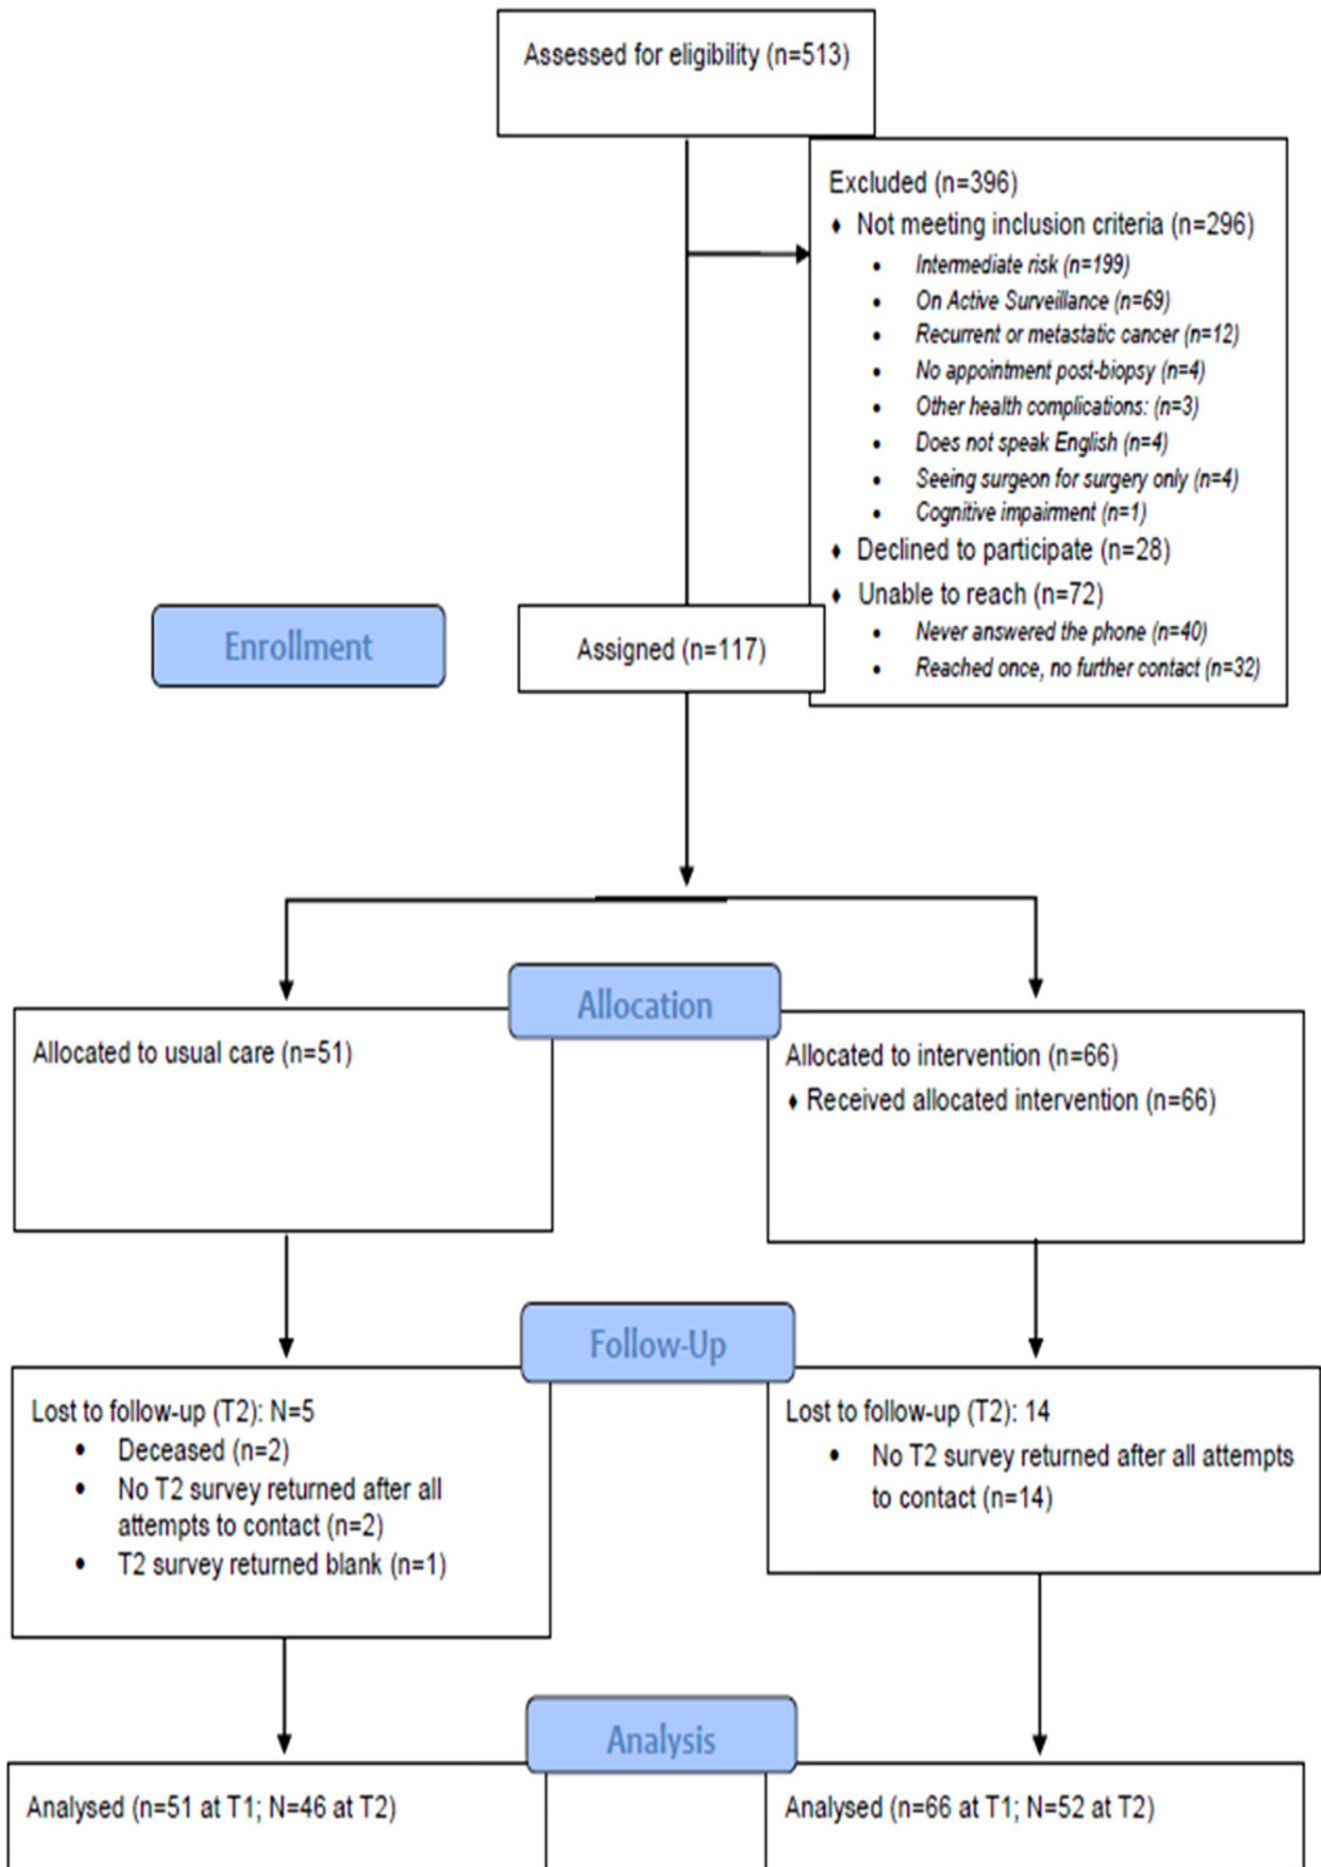 Assessed for eligibility (n=513)
Excluded (n=396)
♦ Not meeting inclusion criteria (n=296)
• Intermediate risk (n=199)
• On Active Surveillance (n=69)
• Recurrent or metastatic cancer (n=12)
• No appointment post-biopsy (n=4)
• Other health complications: (n=3)
• Does not speak English (n=4)
• Seeing surgeon for surgery only (n=4)
• Cognitive impairment (n=1)
♦ Declined to participate (n=28)
♦ Unable to reach (n=72)
• Never answered the phone (n=40)
• Reached once, no further contact (n=32)
Enrollment
Assigned (n=117)
Allocation
Allocated to usual care (n=51)
Allocated to intervention (n=66)
♦ Received allocated intervention (n=66)
Follow-Up
Lost to follow-up (T2): N=5
• Deceased (n=2)
• No T2 survey returned after all
attempts to contact (n=2)
• T2 survey returned blank (n=1)
Lost to follow-up (T2): 14
• No T2 survey returned after all attempts
to contact (n=14)
Analysis
Analysed (n=51 at T1; N=46 at T2)
Analysed (n=66 at T1; N=52 at T2)